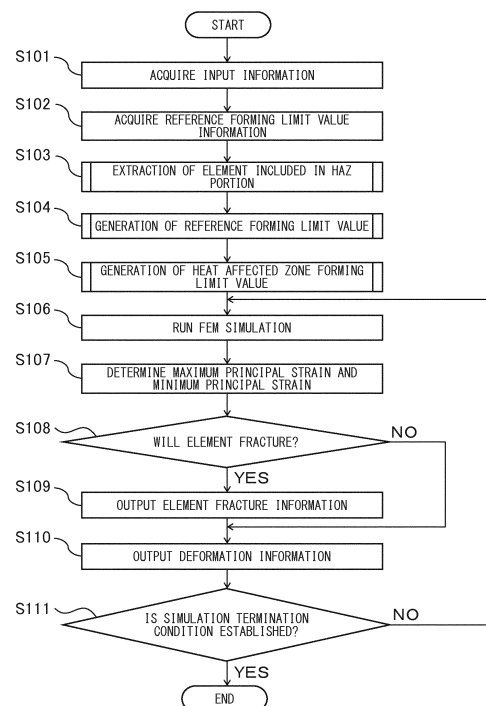 START
S101
ACQUIRE INPUT INFORMATION
S102
ACQUIRE REFERENCE FORMING LIMIT VALUE
INFORMATION
S103
EXTRACTION OF ELEMENT INCLUDED IN HAZ
PORTION
S104
GENERATION OF REFERENCE FORMING LIMIT VALUE
S105
GENERATION OF HEAT AFFECTED ZONE FORMING
LIMIT VALUE
S106
RUN FEM SIMULATION
S107
DETERMINE MAXIMUM PRINCIPAL STRAIN AND
MINIMUM PRINCIPAL STRAIN
S108
WILL ELEMENT FRACTURE?
NO
YES
S109
OUTPUT ELEMENT FRACTURE INFORMATION
S110
OUTPUT DEFORMATION INFORMATION
S111
IS SIMULATION TERMINATION
CONDITION ESTABLISHED?
NO
YES
END